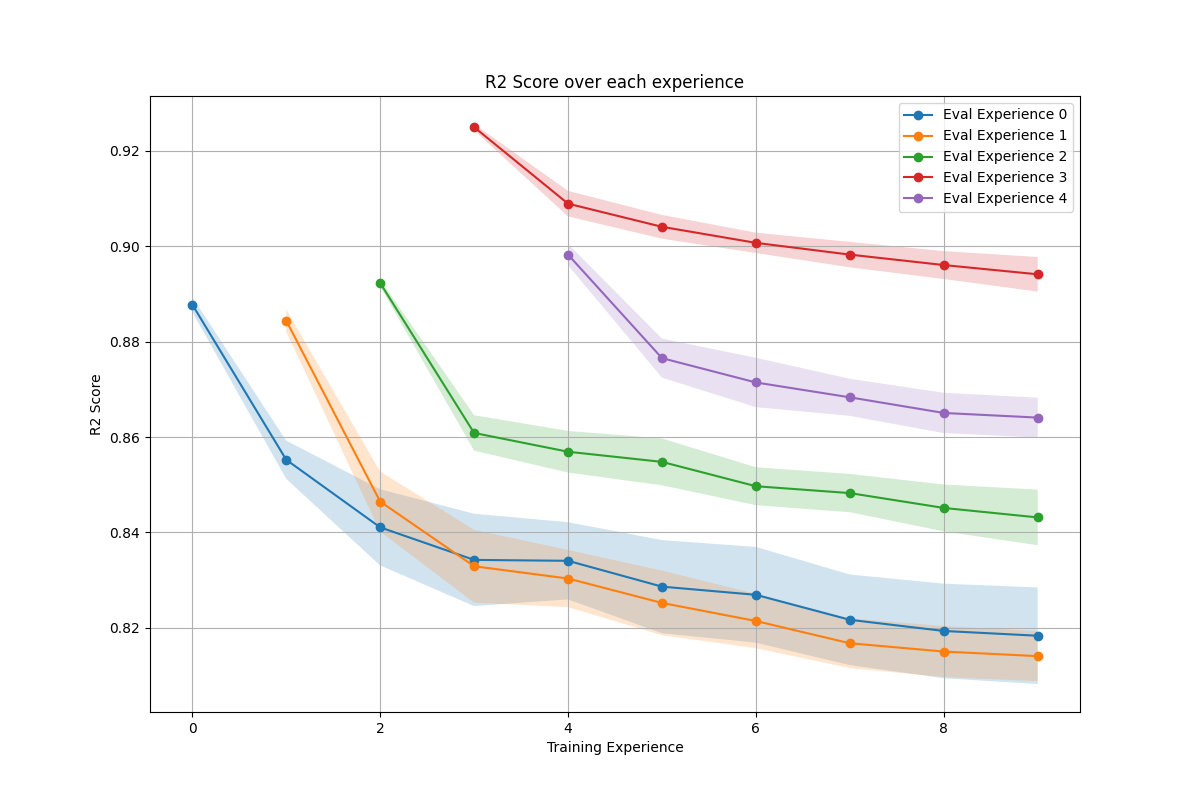 R2 Score over each experience
Eval Experience 0
Eval Experience 1
Eval Experience 2
Eval Experience 3
Eval Experience 4
R2 Score
0.92
0.90
0.88
0.86
0.84
0.82
0 2 4 6 8
Training Experience